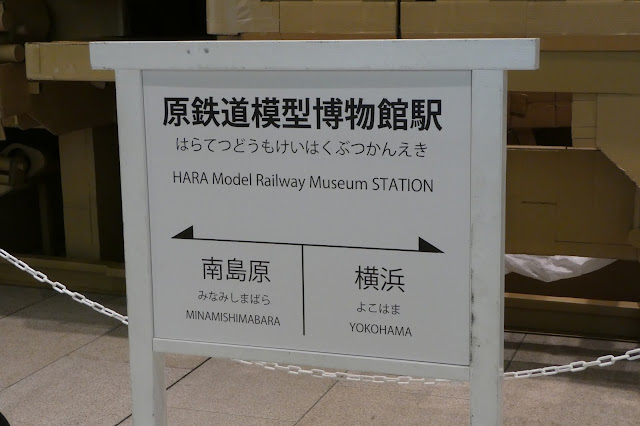 原鉄道模型博物館駅
はらてつどうもけいはくぶつかんえき
HARA Model Railway Museum STATION
南島原
みなみしまばら
MINAMISHIMABARA
横浜
よこはま
YOKOHAMA